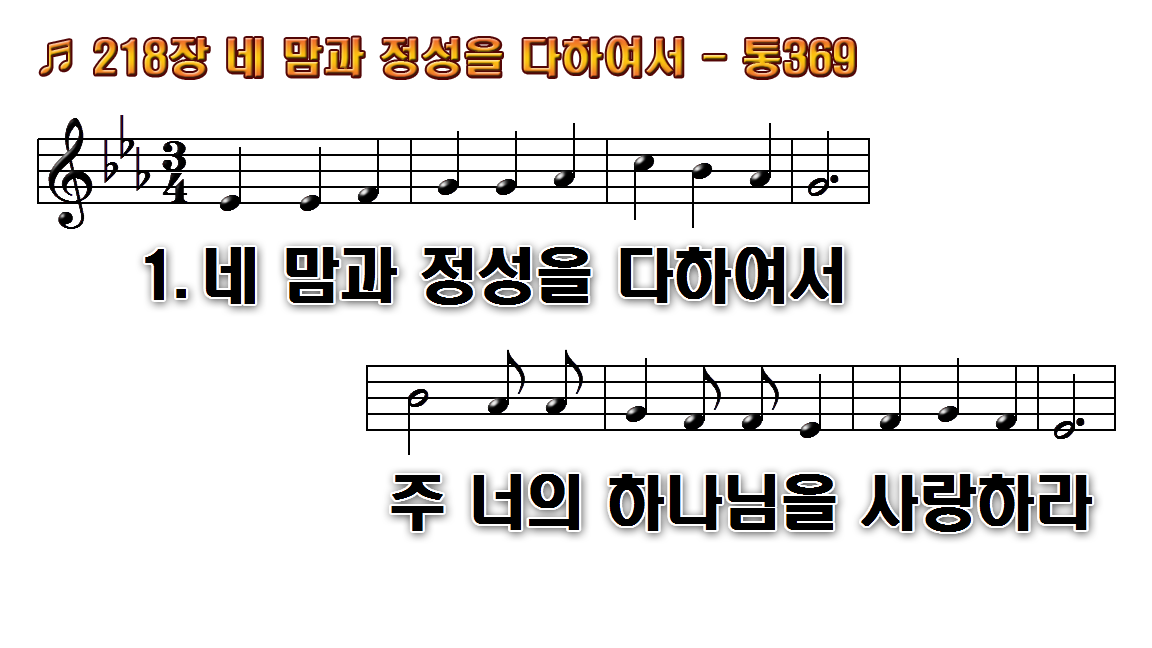 ♬ 218장 네 맘과 정성을 다하여서 - 통369
3
4
1. 네 맘과 정성을 다하여서
주 너의 하나님을 사랑하라